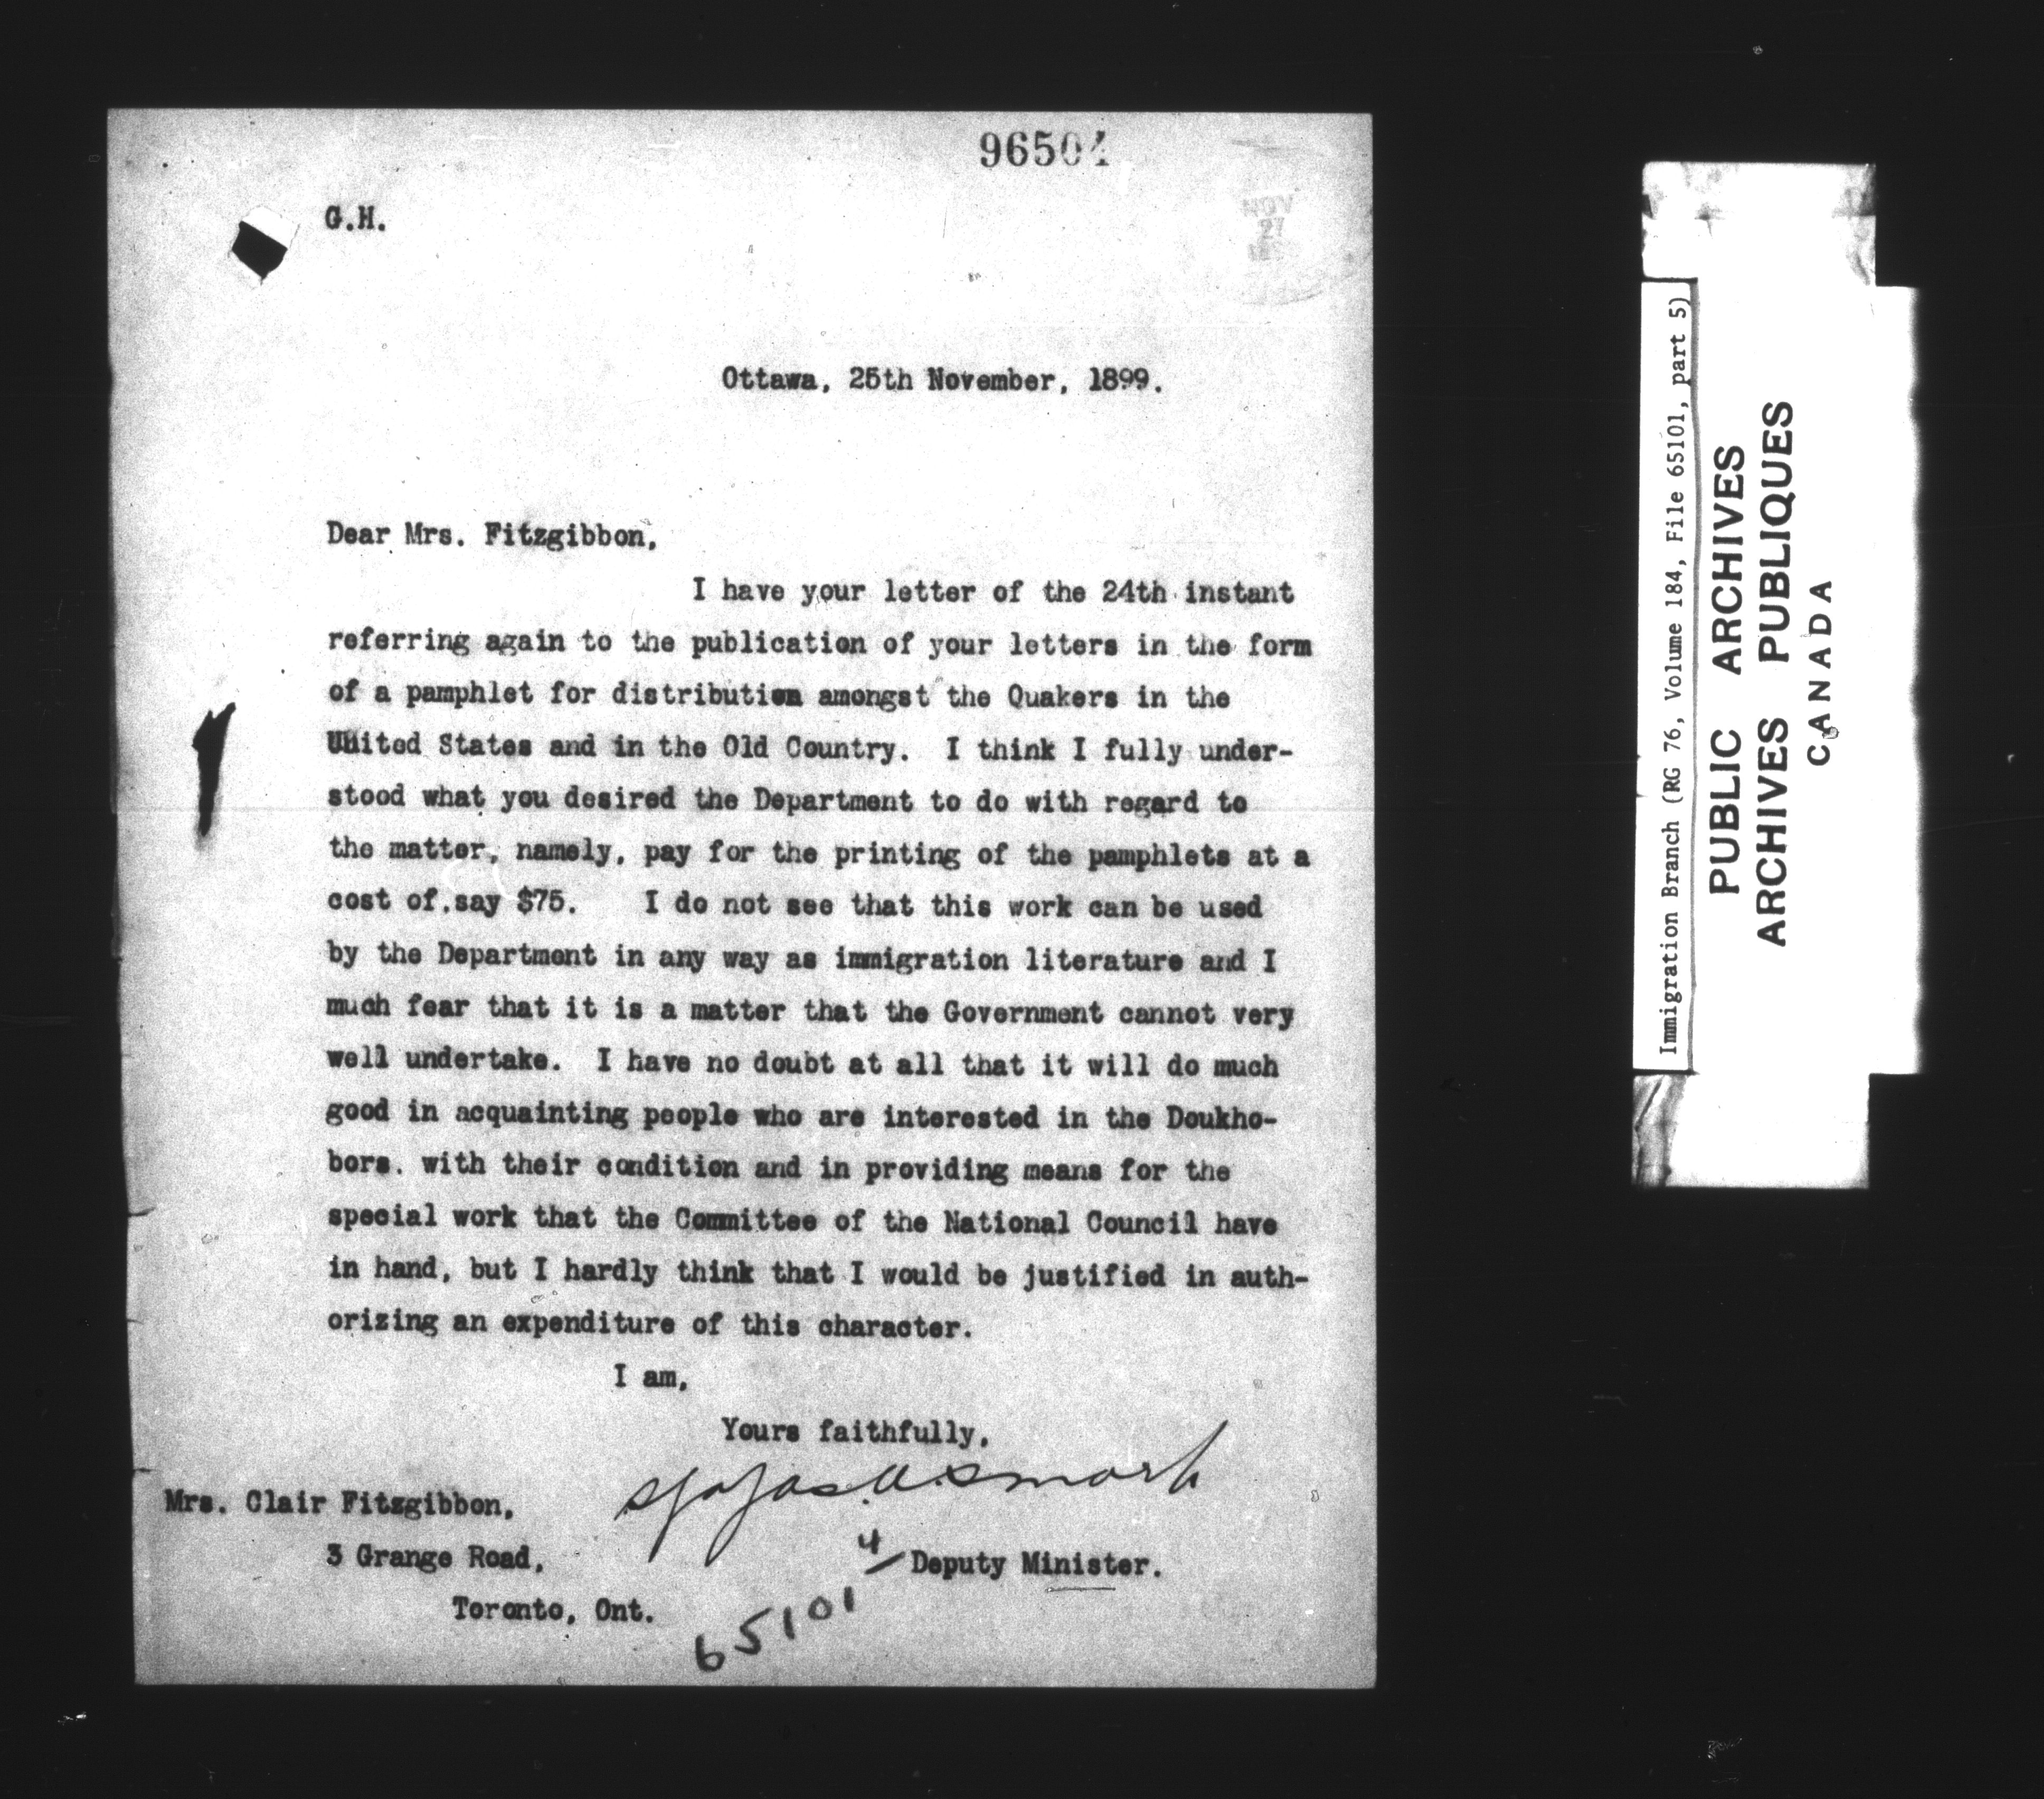 96504
G.H.
NOV
27
Ottawa, 25th November, 1899.
Dear Mrs. Fitzgibbon,
I have your letter of the 24th instant
referring again to the publication of your letters in the form
of a pamphlet for distribution amongst the Quakers in the
United States and in the Old Country. I think I fully under-
stood what you desired the Department to do with regard to
the matter, namely, pay for the printing of the pamphlets at a
cost of, say $75. I do not see that this work can be used
by the Department in any way as immigration literature and I
much fear that it is a matter that the Government cannot very
well undertake. I have no doubt at all that it will do much
good in acquainting people who are interested in the Doukho-
bors, with their condition and in providing means for the
special work that the Committee of the National Council have
in hand, but I hardly think that I would be justified in auth-
orizing an expenditure of this character.
I am,
Yours faithfully,
Jas. A. Smart
Mrs. Clair Fitzgibbon,
3 Grange Road,
Toronto, Ont.
4/ Deputy Minister.
65101
Immigration Branch (RG 76, Volume 184, File 65101, part 5)
PUBLIC ARCHIVES
ARCHIVES PUBLIQUES
CANADA